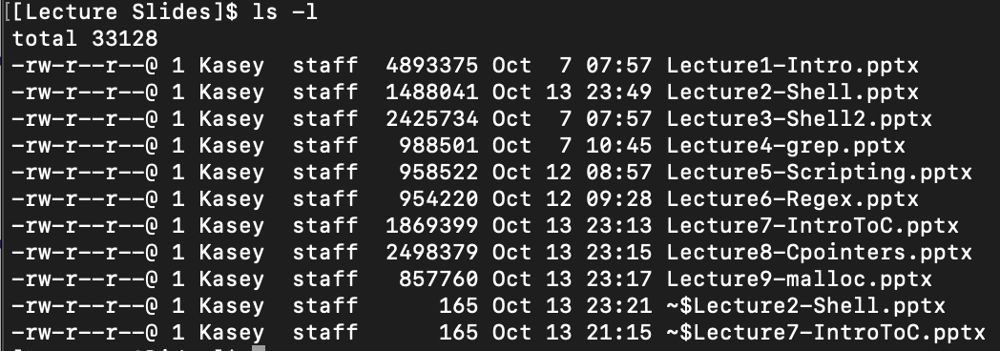 [[Lecture Slides]$ ls -l
total 33128
-rw-r--r--@ 1 Kasey  staff  4893375 Oct  7 07:57 Lecture1-Intro.pptx
-rw-r--r--@ 1 Kasey  staff  1488041 Oct 13 23:49 Lecture2-Shell.pptx
-rw-r--r--@ 1 Kasey  staff  2425734 Oct  7 07:57 Lecture3-Shell2.pptx
-rw-r--r--@ 1 Kasey  staff   988501 Oct  7 10:45 Lecture4-grep.pptx
-rw-r--r--@ 1 Kasey  staff   958522 Oct 12 08:57 Lecture5-Scripting.pptx
-rw-r--r--@ 1 Kasey  staff   954220 Oct 12 09:28 Lecture6-Regex.pptx
-rw-r--r--@ 1 Kasey  staff  1869399 Oct 13 23:13 Lecture7-IntroToC.pptx
-rw-r--r--@ 1 Kasey  staff  2498379 Oct 13 23:15 Lecture8-Cpointers.pptx
-rw-r--r--@ 1 Kasey  staff   857760 Oct 13 23:17 Lecture9-malloc.pptx
-rw-r--r--@ 1 Kasey  staff      165 Oct 13 23:21 ~$Lecture2-Shell.pptx
-rw-r--r--@ 1 Kasey  staff      165 Oct 13 21:15 ~$Lecture7-IntroToC.pptx